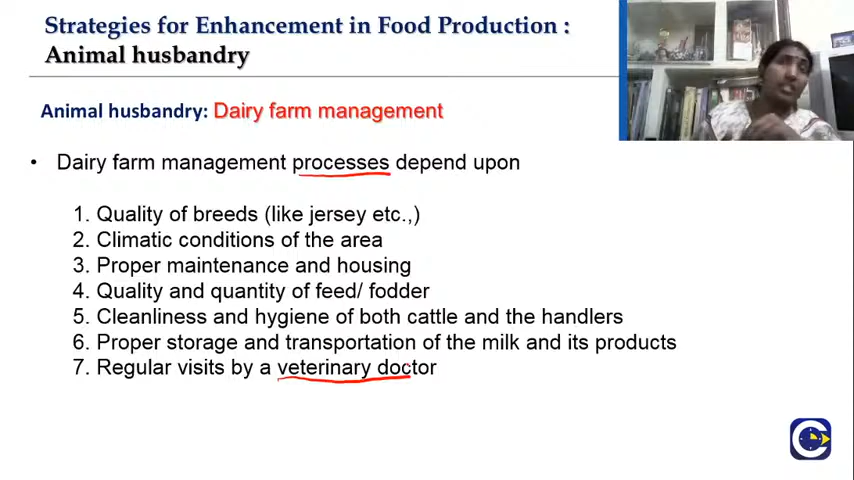 Strategies for Enhancement in Food Production :
Animal husbandry
Animal husbandry: Dairy farm management
• Dairy farm management processes depend upon
1. Quality of breeds (like jersey etc.,)
2. Climatic conditions of the area
3. Proper maintenance and housing
4. Quality and quantity of feed/ fodder
5. Cleanliness and hygiene of both cattle and the handlers
6. Proper storage and transportation of the milk and its products
7. Regular visits by a veterinary doctor